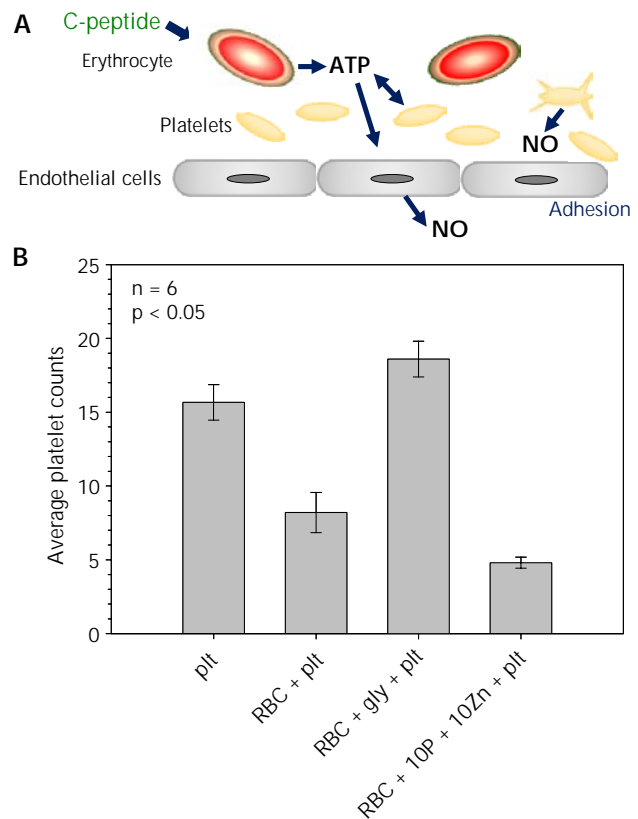 A
C-peptide
Erythrocyte
ATP
Platelets
NO
Endothelial cells
Adhesion
NO
B
n = 6
p < 0.05
Average platelet counts
25
20
15
10
5
0
plt
RBC + plt
RBC + gly + plt
RBC + 10P + 10Zn + plt